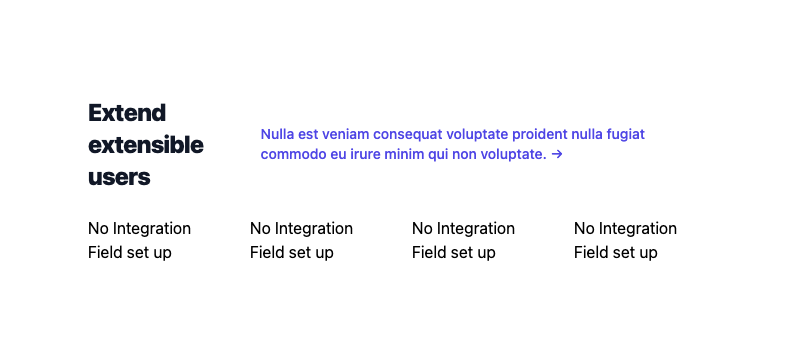 Extend
extensible
users
Nulla est veniam consequat voluptate proident nulla fugiat
commodo eu irure minim qui non voluptate. →
No Integration
Field set up
No Integration
Field set up
No Integration
Field set up
No Integration
Field set up